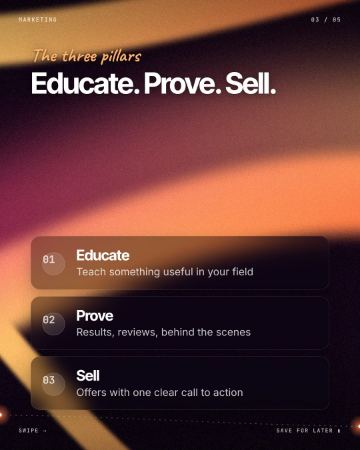 MARKETING
03 / 05
The three pillars
Educate. Prove. Sell.
01
Educate
Teach something useful in your field
02
Prove
Results, reviews, behind the scenes
03
Sell
Offers with one clear call to action
SWIPE →
SAVE FOR LATER